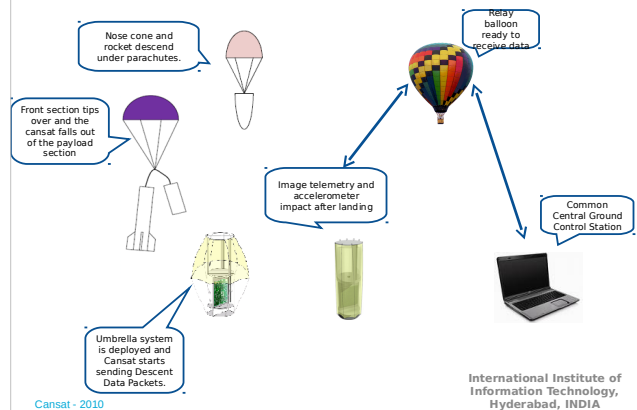 Nose cone and
rocket descend
under parachutes.
Relay
balloon
ready to
receive data
Front section tips
over and the
cansat falls out
of the payload
section
Image telemetry and
accelerometer
impact after landing
Common
Central Ground
Control Station
Umbrella system
is deployed and
Cansat starts
sending Descent
Data Packets.
Cansat - 2010
International Institute of
Information Technology,
Hyderabad, INDIA